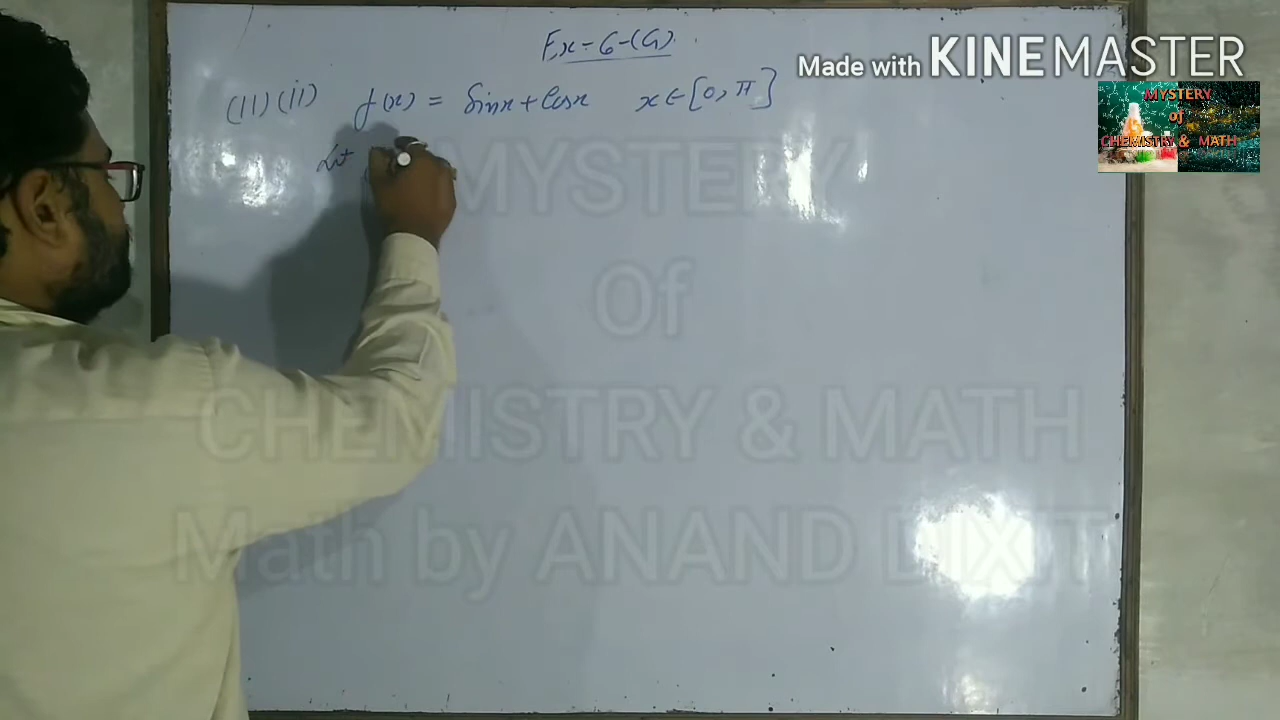 Ex-6-(G).
Made with KINEMASTER
(11)(ii) f(x) = Sinx + Cosx x∈[0, π]
MYSTERY
of
CHEMISTRY & MATH
Let
MYSTERY
Of
CHEMISTRY & MATH
Math by ANAND DIXIT